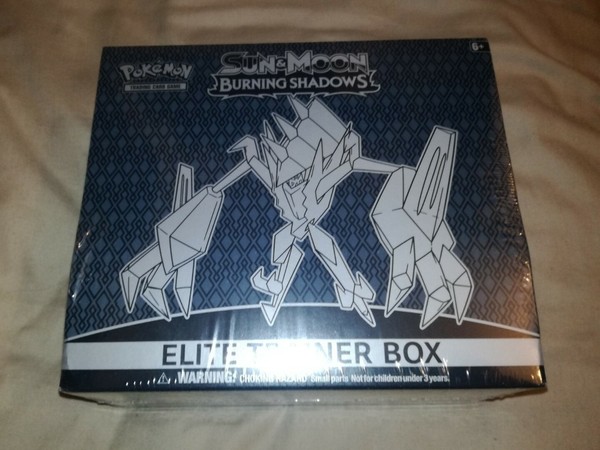 6+
Pokémon
TRADING CARD GAME
SUN & MOON
BURNING SHADOWS
ELITE TRAINER BOX
WARNING: CHOKING HAZARD Small parts Not for children under 3 years.